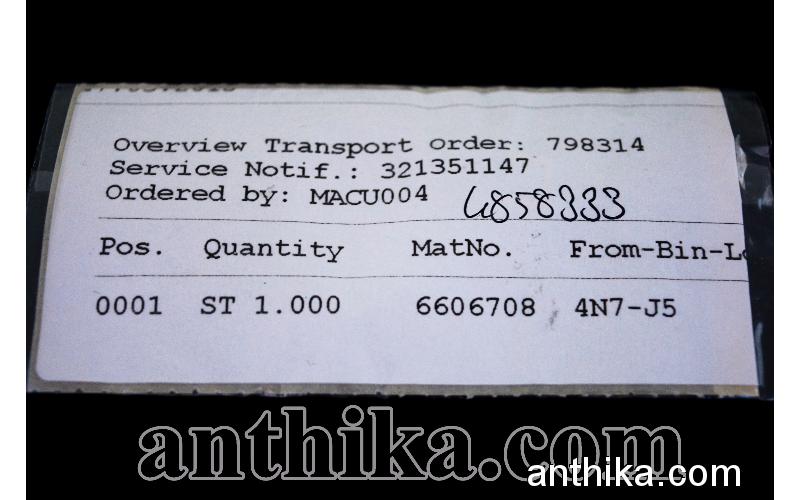 Overview Transport Order: 798314
Service Notif.: 321351147
Ordered by: MACU004 4858333
Pos. Quantity MatNo. From-Bin-Lo
0001 ST 1.000 6606708 4N7-J5
anthika.com
anthika.com